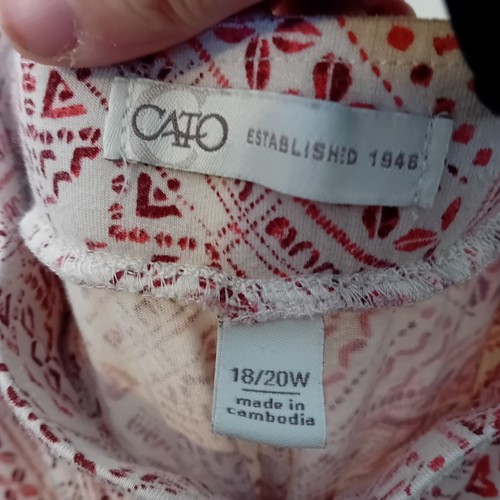 CATO ESTABLISHED 1946
18/20W
made in
cambodia